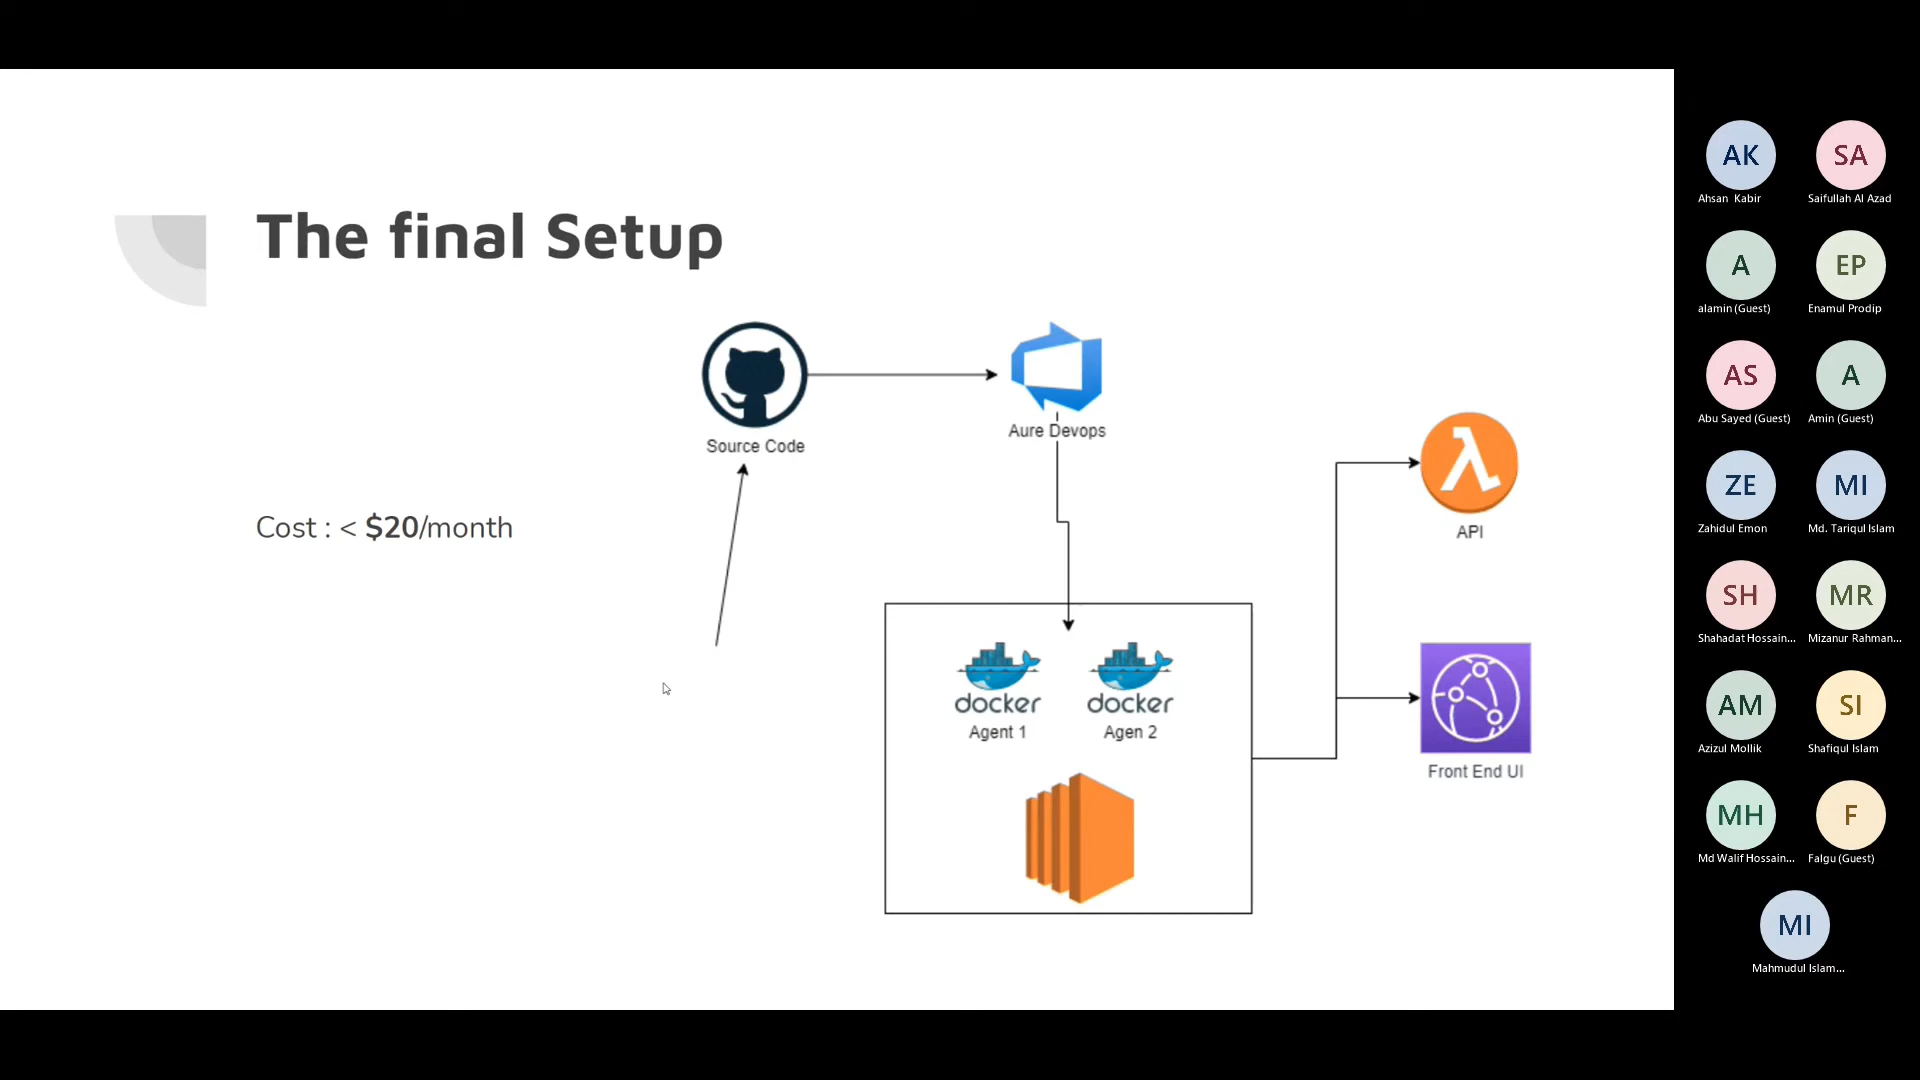 The final Setup
Source Code
Aure Devops
Cost : < $20/month
API
docker
docker
Agent 1
Agen 2
Front End UI
AK
SA
Ahsan Kabir
Saifullah Al Azad
A
EP
alamin (Guest)
Enamul Prodip
AS
A
Abu Sayed (Guest)
Amin (Guest)
ZE
MI
Zahidul Emon
Md. Tariqul Islam
SH
MR
Shahadat Hossain...
Mizanur Rahman...
AM
SI
Azizul Mollik
Shafiqul Islam
MH
F
Md Walif Hossain...
Falgu (Guest)
MI
Mahmudul Islam...